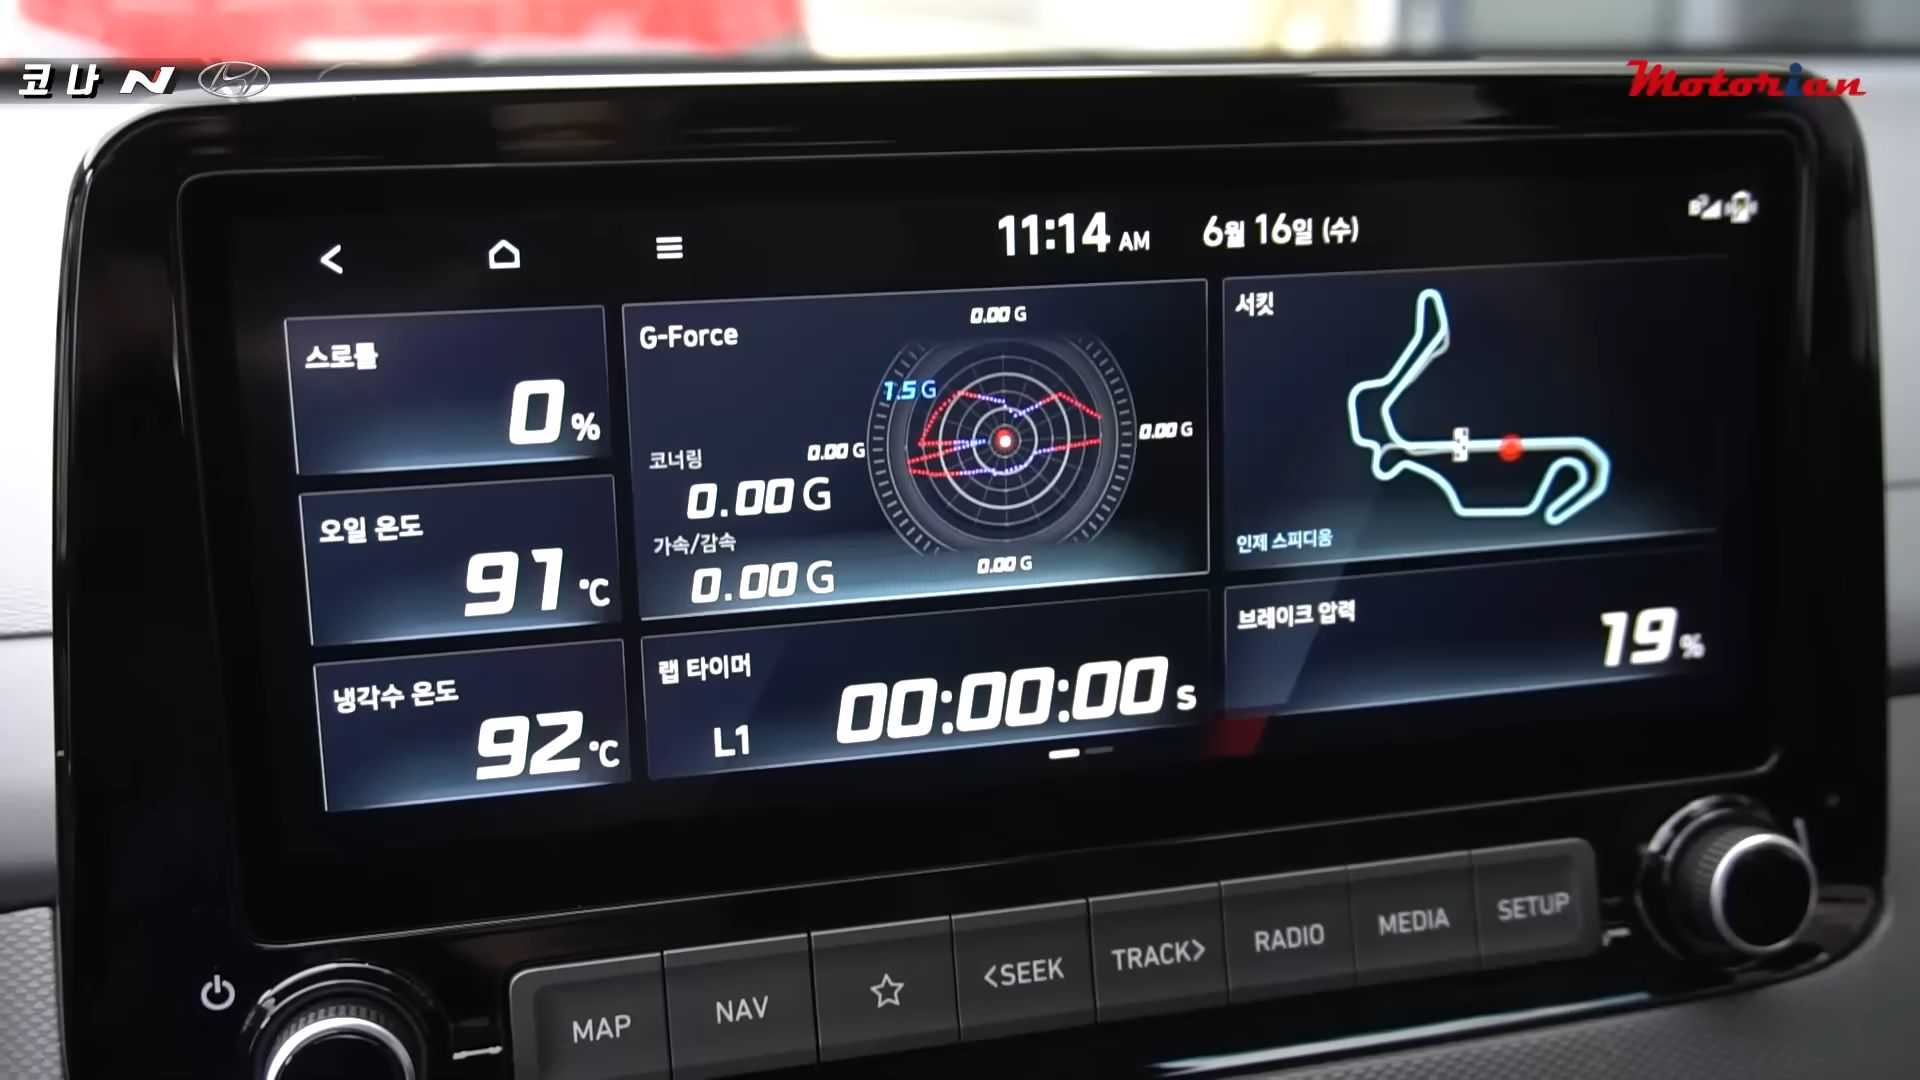 코나 N
Motorian
11:14 AM 6월 16일 (수)
스로틀
0 %
오일 온도
91 °C
냉각수 온도
92 °C
G-Force
0.00 G
1.5 G
0.00 G
0.00 G
코너링
0.00 G
가속/감속
0.00 G
0.00 G
랩 타이머
L1 00:00:00 s
서킷
인제 스피디움
브레이크 압력
19 %
MAP NAV <SEEK TRACK> RADIO MEDIA SETUP